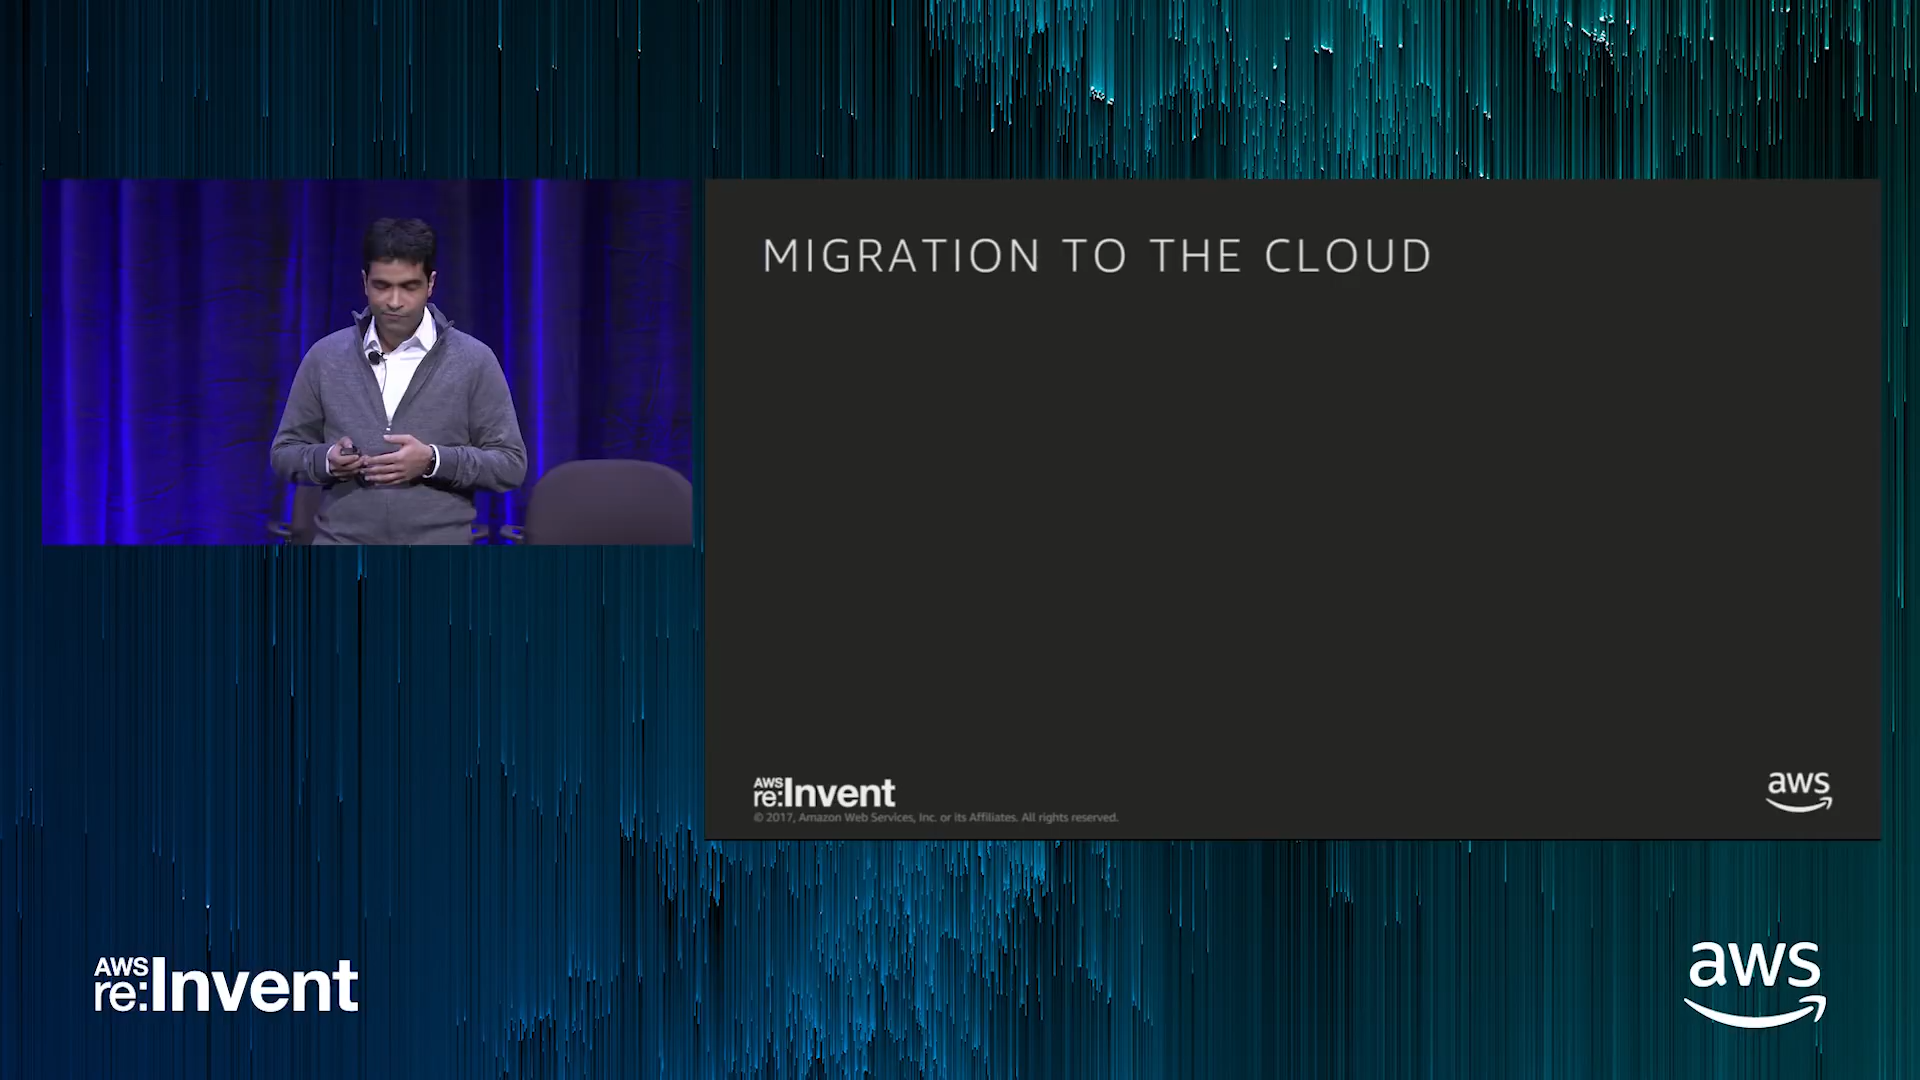 MIGRATION TO THE CLOUD
AWS
re:Invent
© 2017, Amazon Web Services, Inc. or its Affiliates. All rights reserved.
aws
AWS
re:Invent
aws